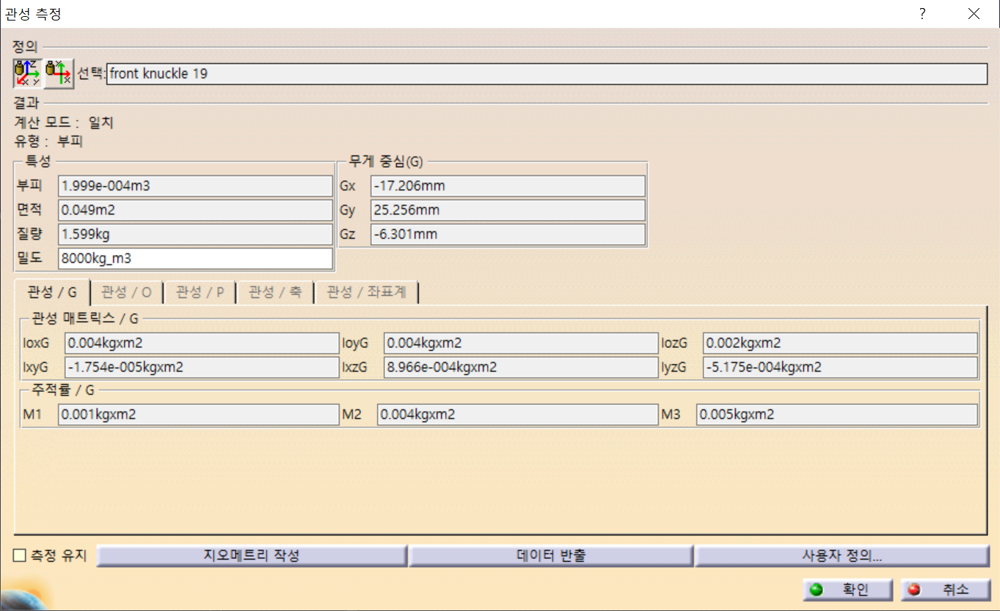 관성 측정
?
정의
선택: front knuckle 19
결과
계산 모드 : 일치
유형 : 부피
특성
부피 1.999e-004m3
면적 0.049m2
질량 1.599kg
밀도 8000kg_m3
무게 중심(G)
Gx -17.206mm
Gy 25.256mm
Gz -6.301mm
관성 / G 관성 / O 관성 / P 관성 / 축 관성 / 좌표계
관성 매트릭스 / G
IoxG 0.004kgxm2 IoyG 0.004kgxm2 IozG 0.002kgxm2
IxyG -1.754e-005kgxm2 IxzG 8.966e-004kgxm2 IyzG -5.175e-004kgxm2
주적률 / G
M1 0.001kgxm2 M2 0.004kgxm2 M3 0.005kgxm2
측정 유지 지오메트리 작성 데이터 반출 사용자 정의...
확인 취소